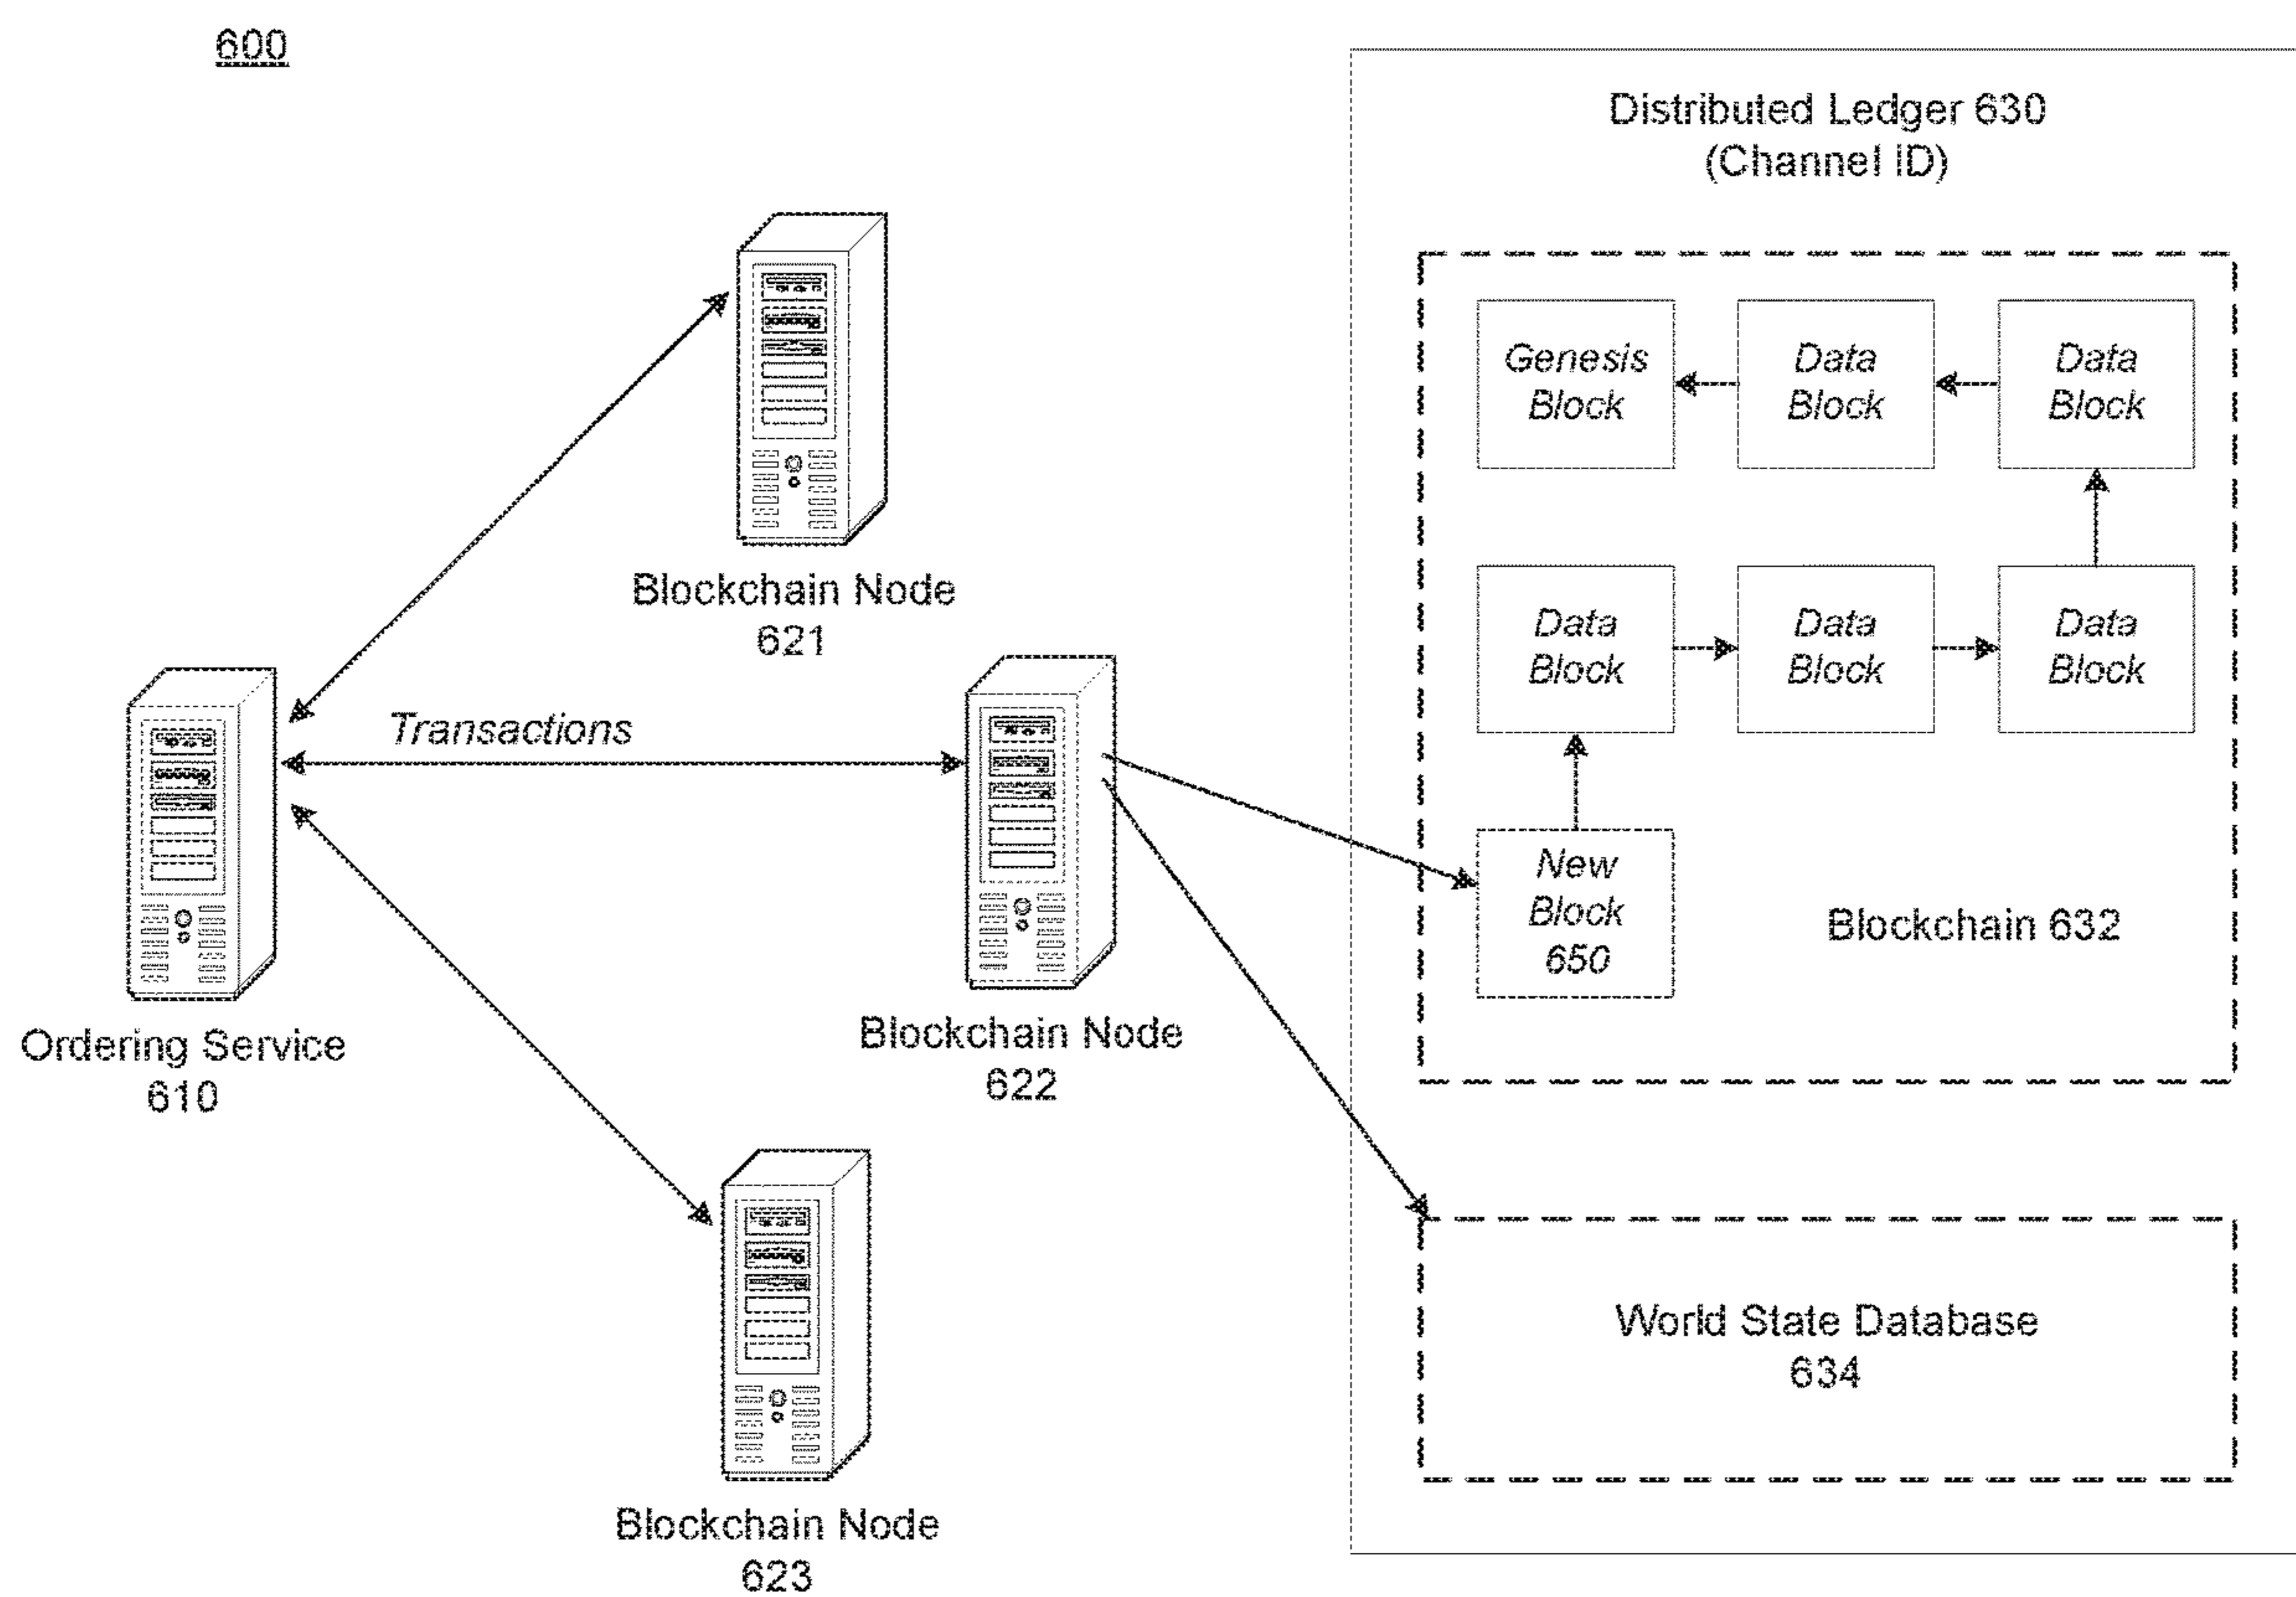 600
Distributed Ledger 630
(Channel ID)
Genesis
Block
Data
Block
Data
Block
Blockchain Node
621
Data
Block
Data
Block
Data
Block
Transactions
New
Block
650
Blockchain 632
Ordering Service
610
Blockchain Node
622
World State Database
634
Blockchain Node
623